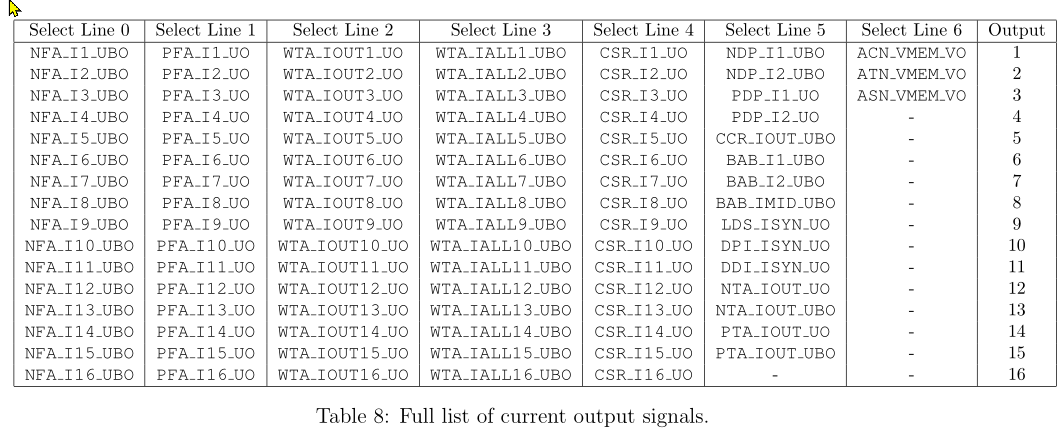 Select Line 0 Select Line 1 Select Line 2 Select Line 3 Select Line 4 Select Line 5 Select Line 6 Output
NFA_I1_UBO PFA_I1_UO WTA_IOUT1_UO WTA_IALL1_UBO CSR_I1_UO NDP_I1_UBO ACN_VMEM_VO 1
NFA_I2_UBO PFA_I2_UO WTA_IOUT2_UO WTA_IALL2_UBO CSR_I2_UO NDP_I2_UBO ATN_VMEM_VO 2
NFA_I3_UBO PFA_I3_UO WTA_IOUT3_UO WTA_IALL3_UBO CSR_I3_UO PDP_I1_UO ASN_VMEM_VO 3
NFA_I4_UBO PFA_I4_UO WTA_IOUT4_UO WTA_IALL4_UBO CSR_I4_UO PDP_I2_UO - 4
NFA_I5_UBO PFA_I5_UO WTA_IOUT5_UO WTA_IALL5_UBO CSR_I5_UO CCR_IOUT_UBO - 5
NFA_I6_UBO PFA_I6_UO WTA_IOUT6_UO WTA_IALL6_UBO CSR_I6_UO BAB_I1_UBO - 6
NFA_I7_UBO PFA_I7_UO WTA_IOUT7_UO WTA_IALL7_UBO CSR_I7_UO BAB_I2_UBO - 7
NFA_I8_UBO PFA_I8_UO WTA_IOUT8_UO WTA_IALL8_UBO CSR_I8_UO BAB_IMID_UBO - 8
NFA_I9_UBO PFA_I9_UO WTA_IOUT9_UO WTA_IALL9_UBO CSR_I9_UO LDS_ISYN_UO - 9
NFA_I10_UBO PFA_I10_UO WTA_IOUT10_UO WTA_IALL10_UBO CSR_I10_UO DPI_ISYN_UO - 10
NFA_I11_UBO PFA_I11_UO WTA_IOUT11_UO WTA_IALL11_UBO CSR_I11_UO DDI_ISYN_UO - 11
NFA_I12_UBO PFA_I12_UO WTA_IOUT12_UO WTA_IALL12_UBO CSR_I12_UO NTA_IOUT_UO - 12
NFA_I13_UBO PFA_I13_UO WTA_IOUT13_UO WTA_IALL13_UBO CSR_I13_UO NTA_IOUT_UBO - 13
NFA_I14_UBO PFA_I14_UO WTA_IOUT14_UO WTA_IALL14_UBO CSR_I14_UO PTA_IOUT_UO - 14
NFA_I15_UBO PFA_I15_UO WTA_IOUT15_UO WTA_IALL15_UBO CSR_I15_UO PTA_IOUT_UBO - 15
NFA_I16_UBO PFA_I16_UO WTA_IOUT16_UO WTA_IALL16_UBO CSR_I16_UO - - 16
Table 8: Full list of current output signals.